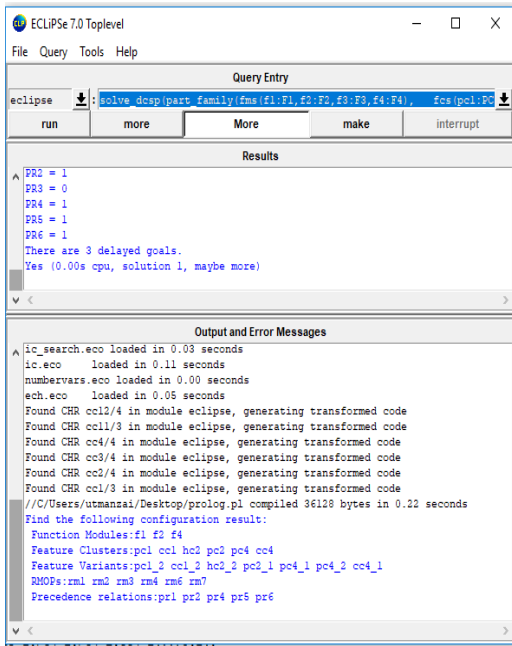 ECLiPSe 7.0 Toplevel
File Query Tools Help
Query Entry
eclipse : solve_dcsp(part_family(fms(f1:F1,f2:F2,f3:F3,f4:F4), fcs(pc1:PC
run more More make interrupt
Results
PR2 = 1
PR3 = 0
PR4 = 1
PR5 = 1
PR6 = 1
There are 3 delayed goals.
Yes (0.00s cpu, solution 1, maybe more)
Output and Error Messages
ic_search.eco loaded in 0.03 seconds
ic.eco loaded in 0.11 seconds
numbervars.eco loaded in 0.00 seconds
ech.eco loaded in 0.05 seconds
Found CHR cc12/4 in module eclipse, generating transformed code
Found CHR cc11/3 in module eclipse, generating transformed code
Found CHR cc4/4 in module eclipse, generating transformed code
Found CHR cc3/4 in module eclipse, generating transformed code
Found CHR cc2/4 in module eclipse, generating transformed code
Found CHR cc1/3 in module eclipse, generating transformed code
//C/Users/utmanzai/Desktop/prolog.pl compiled 36128 bytes in 0.22 seconds
Find the following configuration result:
Function Modules:f1 f2 f4
Feature Clusters:pc1 cc1 hc2 pc2 pc4 cc4
Feature Variants:pc1_2 cc1_2 hc2_2 pc2_1 pc4_1 pc4_2 cc4_1
RMOPs:rm1 rm2 rm3 rm4 rm6 rm7
Precedence relations:pr1 pr2 pr4 pr5 pr6